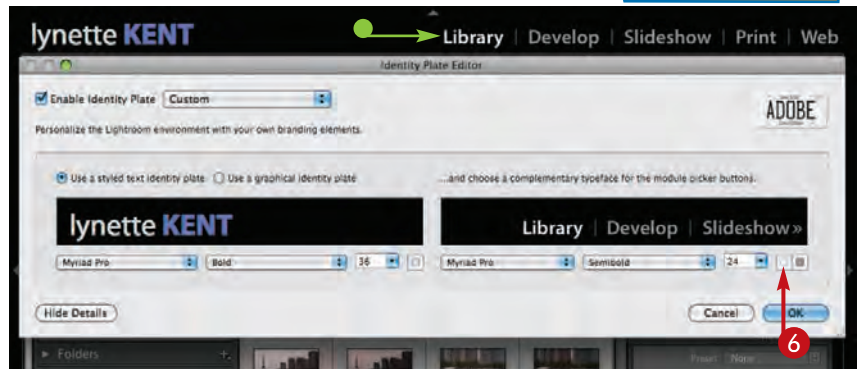 lynette KENT
Library | Develop | Slideshow | Print | Web
Identity Plate Editor
Enable Identity Plate Custom
ADOBE
Personalize the Lightroom environment with your own branding elements.
Use a styled text identity plate Use a graphical identity plate
...and choose a complementary typeface for the module picker buttons.
lynette KENT
Library | Develop | Slideshow»
Myriad Pro Bold 36
Myriad Pro Semibold 24
Hide Details
Cancel OK
6
Folders
Preset None